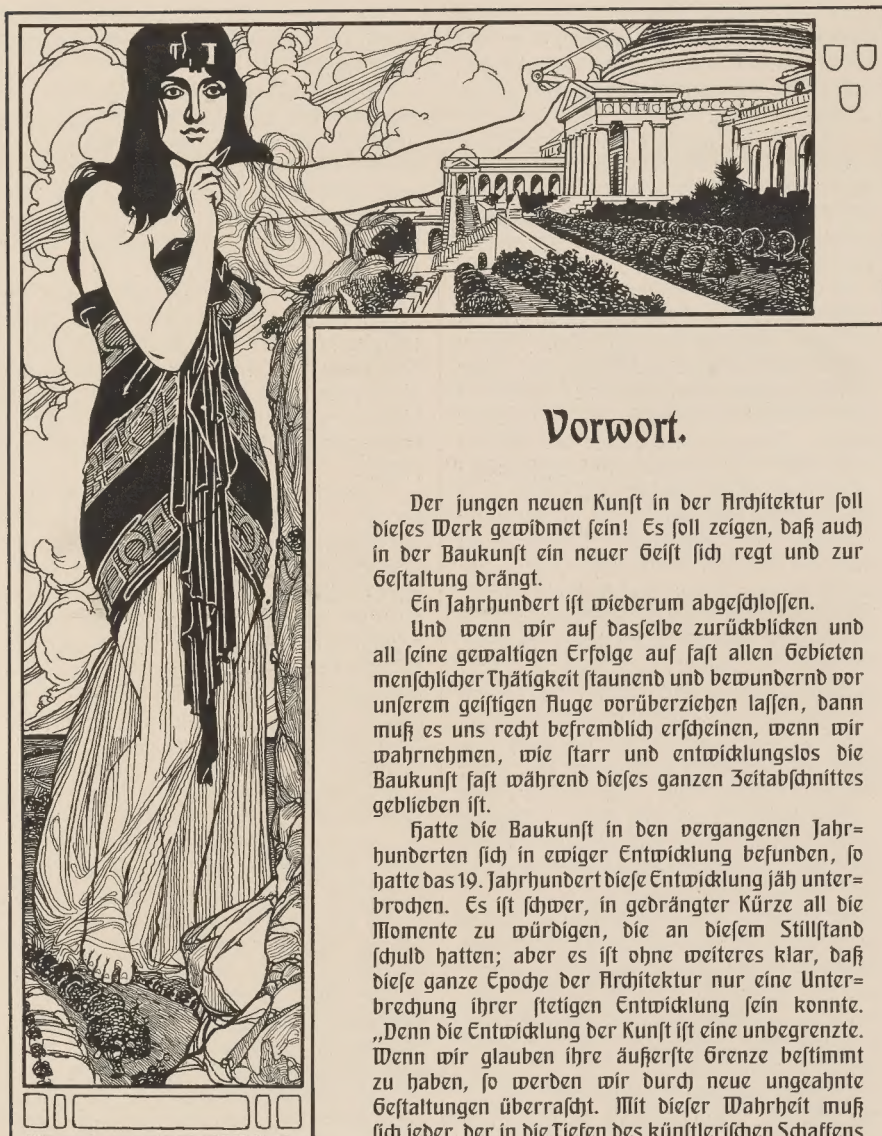 Vorwort.
Der jungen neuen Kunst in der Architektur soll
dieses Werk gewidmet sein! Es soll zeigen, daß auch
in der Baukunst ein neuer Geist sich regt und zur
Gestaltung drängt.
Ein Jahrhundert ist wiederum abgeschlossen.
Und wenn wir auf dasselbe zurückblicken und
all seine gewaltigen Erfolge auf fast allen Gebieten
menschlicher Thätigkeit staunend und bewundernd vor
unserem geistigen Auge vorüberziehen lassen, dann
muß es uns recht befremdlich erscheinen, wenn wir
wahrnehmen, wie starr und entwicklungslos die
Baukunst fast während dieses ganzen Zeitabschnittes
geblieben ist.
Hatte die Baukunst in den vergangenen Jahr=
hunderten sich in ewiger Entwicklung befunden, so
hatte das 19. Jahrhundert diese Entwicklung jäh unter=
brochen. Es ist schwer, in gedrängter Kürze all die
Momente zu würdigen, die an diesem Stillstand
schuld hatten; aber es ist ohne weiteres klar, daß
diese ganze Epoche der Architektur nur eine Unter=
brechung ihrer stetigen Entwicklung sein konnte.
„Denn die Entwicklung der Kunst ist eine unbegrenzte.
Wenn wir glauben ihre äußerste Grenze bestimmt
zu haben, so werden wir durch neue ungeahnte
Gestaltungen überrascht. Mit dieser Wahrheit muß
sich jeder, der in die Tiefen des künstlerischen Schaffens